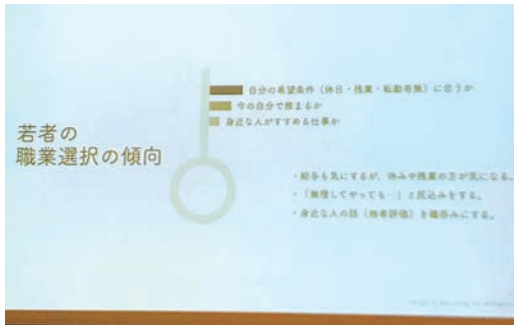 若者の
職業選択の傾向
自分の希望条件（休日・残業・転勤有無）に合うか
今の自分で務まるか
身近な人がすすめる仕事か
・給与も気にするが、休みや残業の方が気になる。
・「無理してやっても…」と尻込みをする。
・身近な人の話（他者評価）を鵜呑みにする。